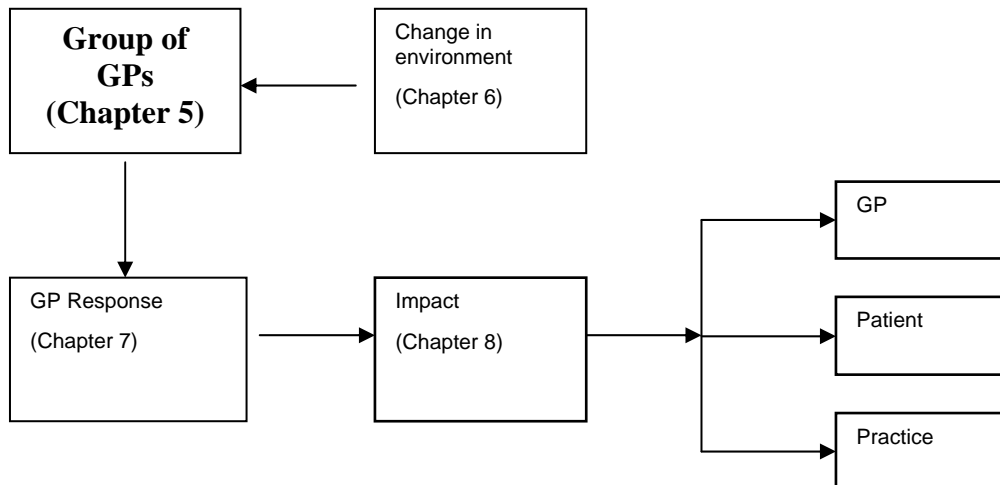 Group of
GPs
(Chapter 5)
Change in
environment
(Chapter 6)
GP Response
(Chapter 7)
Impact
(Chapter 8)
GP
Patient
Practice